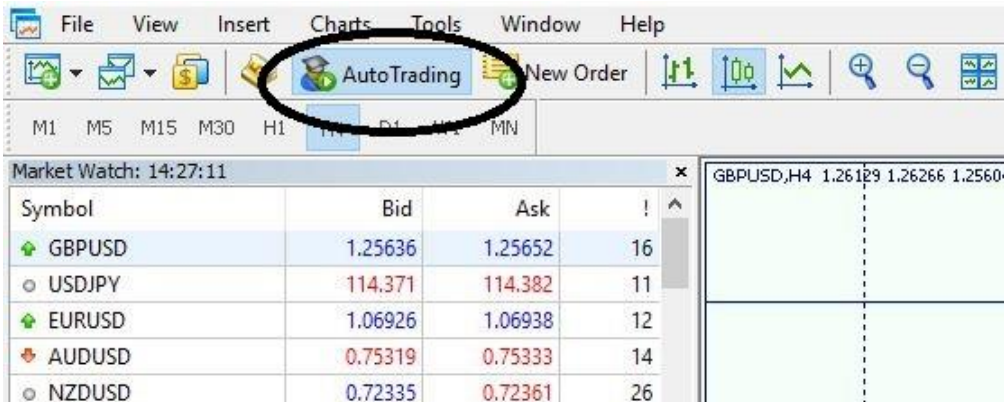 File View Insert Charts Tools Window Help
AutoTrading New Order
M1 M5 M15 M30 H1 D1 MN
Market Watch: 14:27:11
GBPUSD,H4 1.26129 1.26266 1.2560
Symbol Bid Ask !
GBPUSD 1.25636 1.25652 16
USDJPY 114.371 114.382 11
EURUSD 1.06926 1.06938 12
AUDUSD 0.75319 0.75333 14
NZDUSD 0.72335 0.72361 26